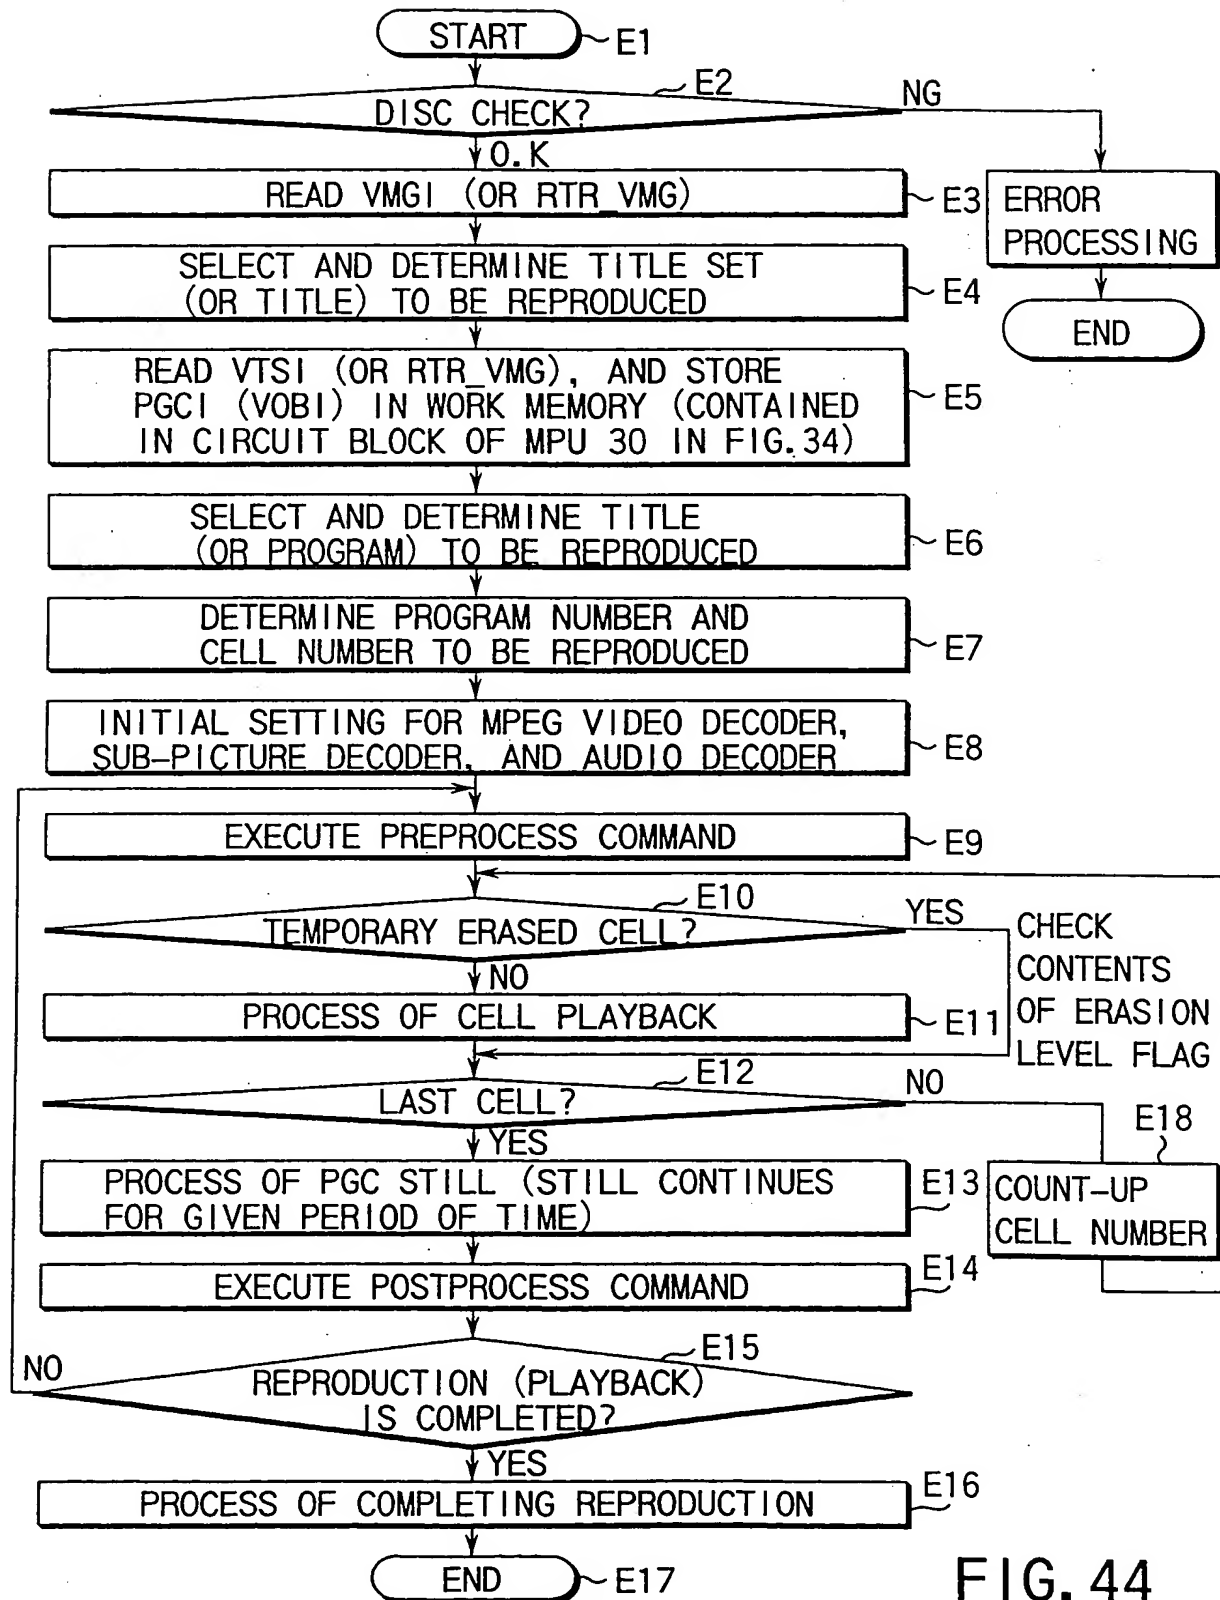 START
E1
E2
DISC CHECK?
NG
O.K
READ VMGI (OR RTR_VMG)
E3
ERROR
PROCESSING
END
SELECT AND DETERMINE TITLE SET
(OR TITLE) TO BE REPRODUCED
E4
READ VTSI (OR RTR_VMG), AND STORE
PGCI (VOBI) IN WORK MEMORY (CONTAINED
IN CIRCUIT BLOCK OF MPU 30 IN FIG.34)
E5
SELECT AND DETERMINE TITLE
(OR PROGRAM) TO BE REPRODUCED
E6
DETERMINE PROGRAM NUMBER AND
CELL NUMBER TO BE REPRODUCED
E7
INITIAL SETTING FOR MPEG VIDEO DECODER,
SUB-PICTURE DECODER, AND AUDIO DECODER
E8
EXECUTE PREPROCESS COMMAND
E9
E10
TEMPORARY ERASED CELL?
YES
CHECK
CONTENTS
OF ERASION
LEVEL FLAG
NO
PROCESS OF CELL PLAYBACK
E11
E12
LAST CELL?
NO
YES
E18
COUNT-UP
CELL NUMBER
PROCESS OF PGC STILL (STILL CONTINUES
FOR GIVEN PERIOD OF TIME)
E13
EXECUTE POSTPROCESS COMMAND
E14
E15
NO
REPRODUCTION (PLAYBACK)
IS COMPLETED?
YES
PROCESS OF COMPLETING REPRODUCTION
E16
END
E17
FIG. 44